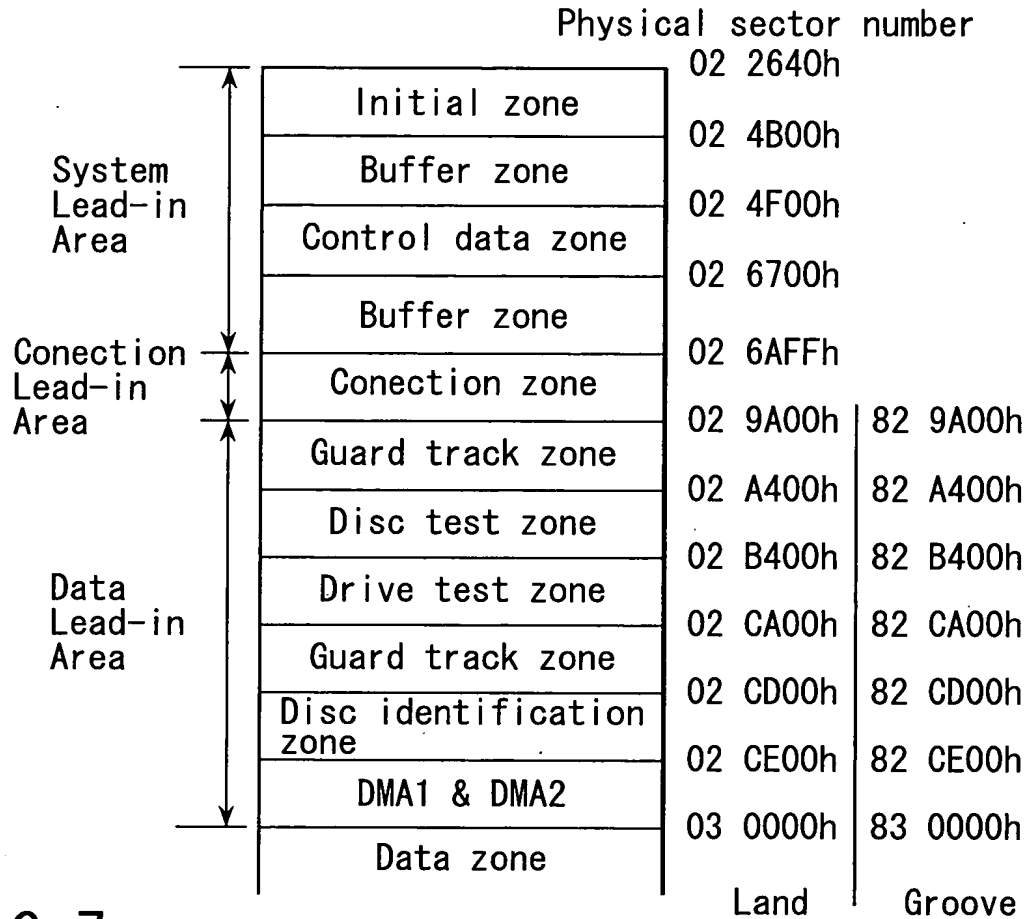 Physical sector number
02 2640h
Initial zone
02 4B00h
System
Lead-in
Area
Buffer zone
02 4F00h
Control data zone
02 6700h
Buffer zone
02 6AFFh
Conection
Lead-in
Area
Conection zone
02 9A00h 82 9A00h
Guard track zone
02 A400h 82 A400h
Disc test zone
02 B400h 82 B400h
Data
Lead-in
Area
Drive test zone
02 CA00h 82 CA00h
Guard track zone
02 CD00h 82 CD00h
Disc identification
zone
02 CE00h 82 CE00h
DMA1 & DMA2
03 0000h 83 0000h
Data zone
Land Groove